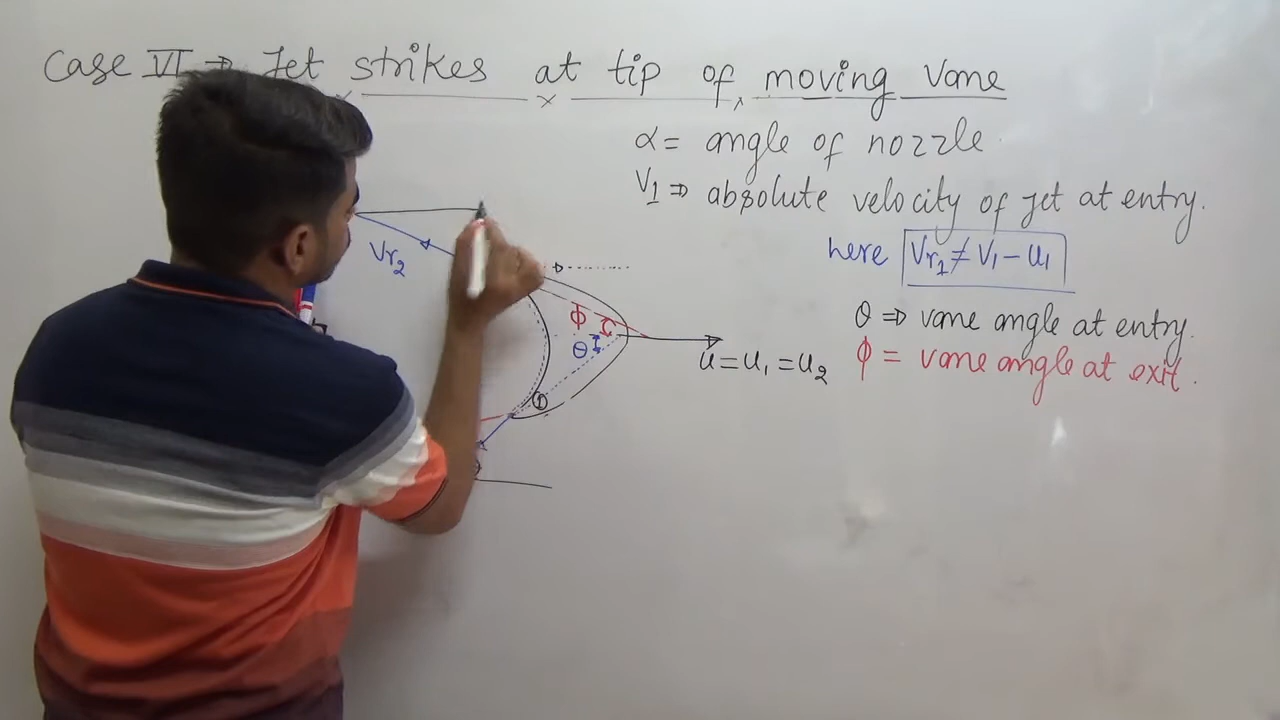 Case VI ⇒ Jet strikes at tip of moving Vane
α = angle of nozzle
V1 ⇒ absolute velocity of jet at entry.
here Vr1 ≠ V1 - u1
Vr2
ϕ
θ
θ ⇒ vane angle at entry.
u = u1 = u2
ϕ = vane angle at exit.
①